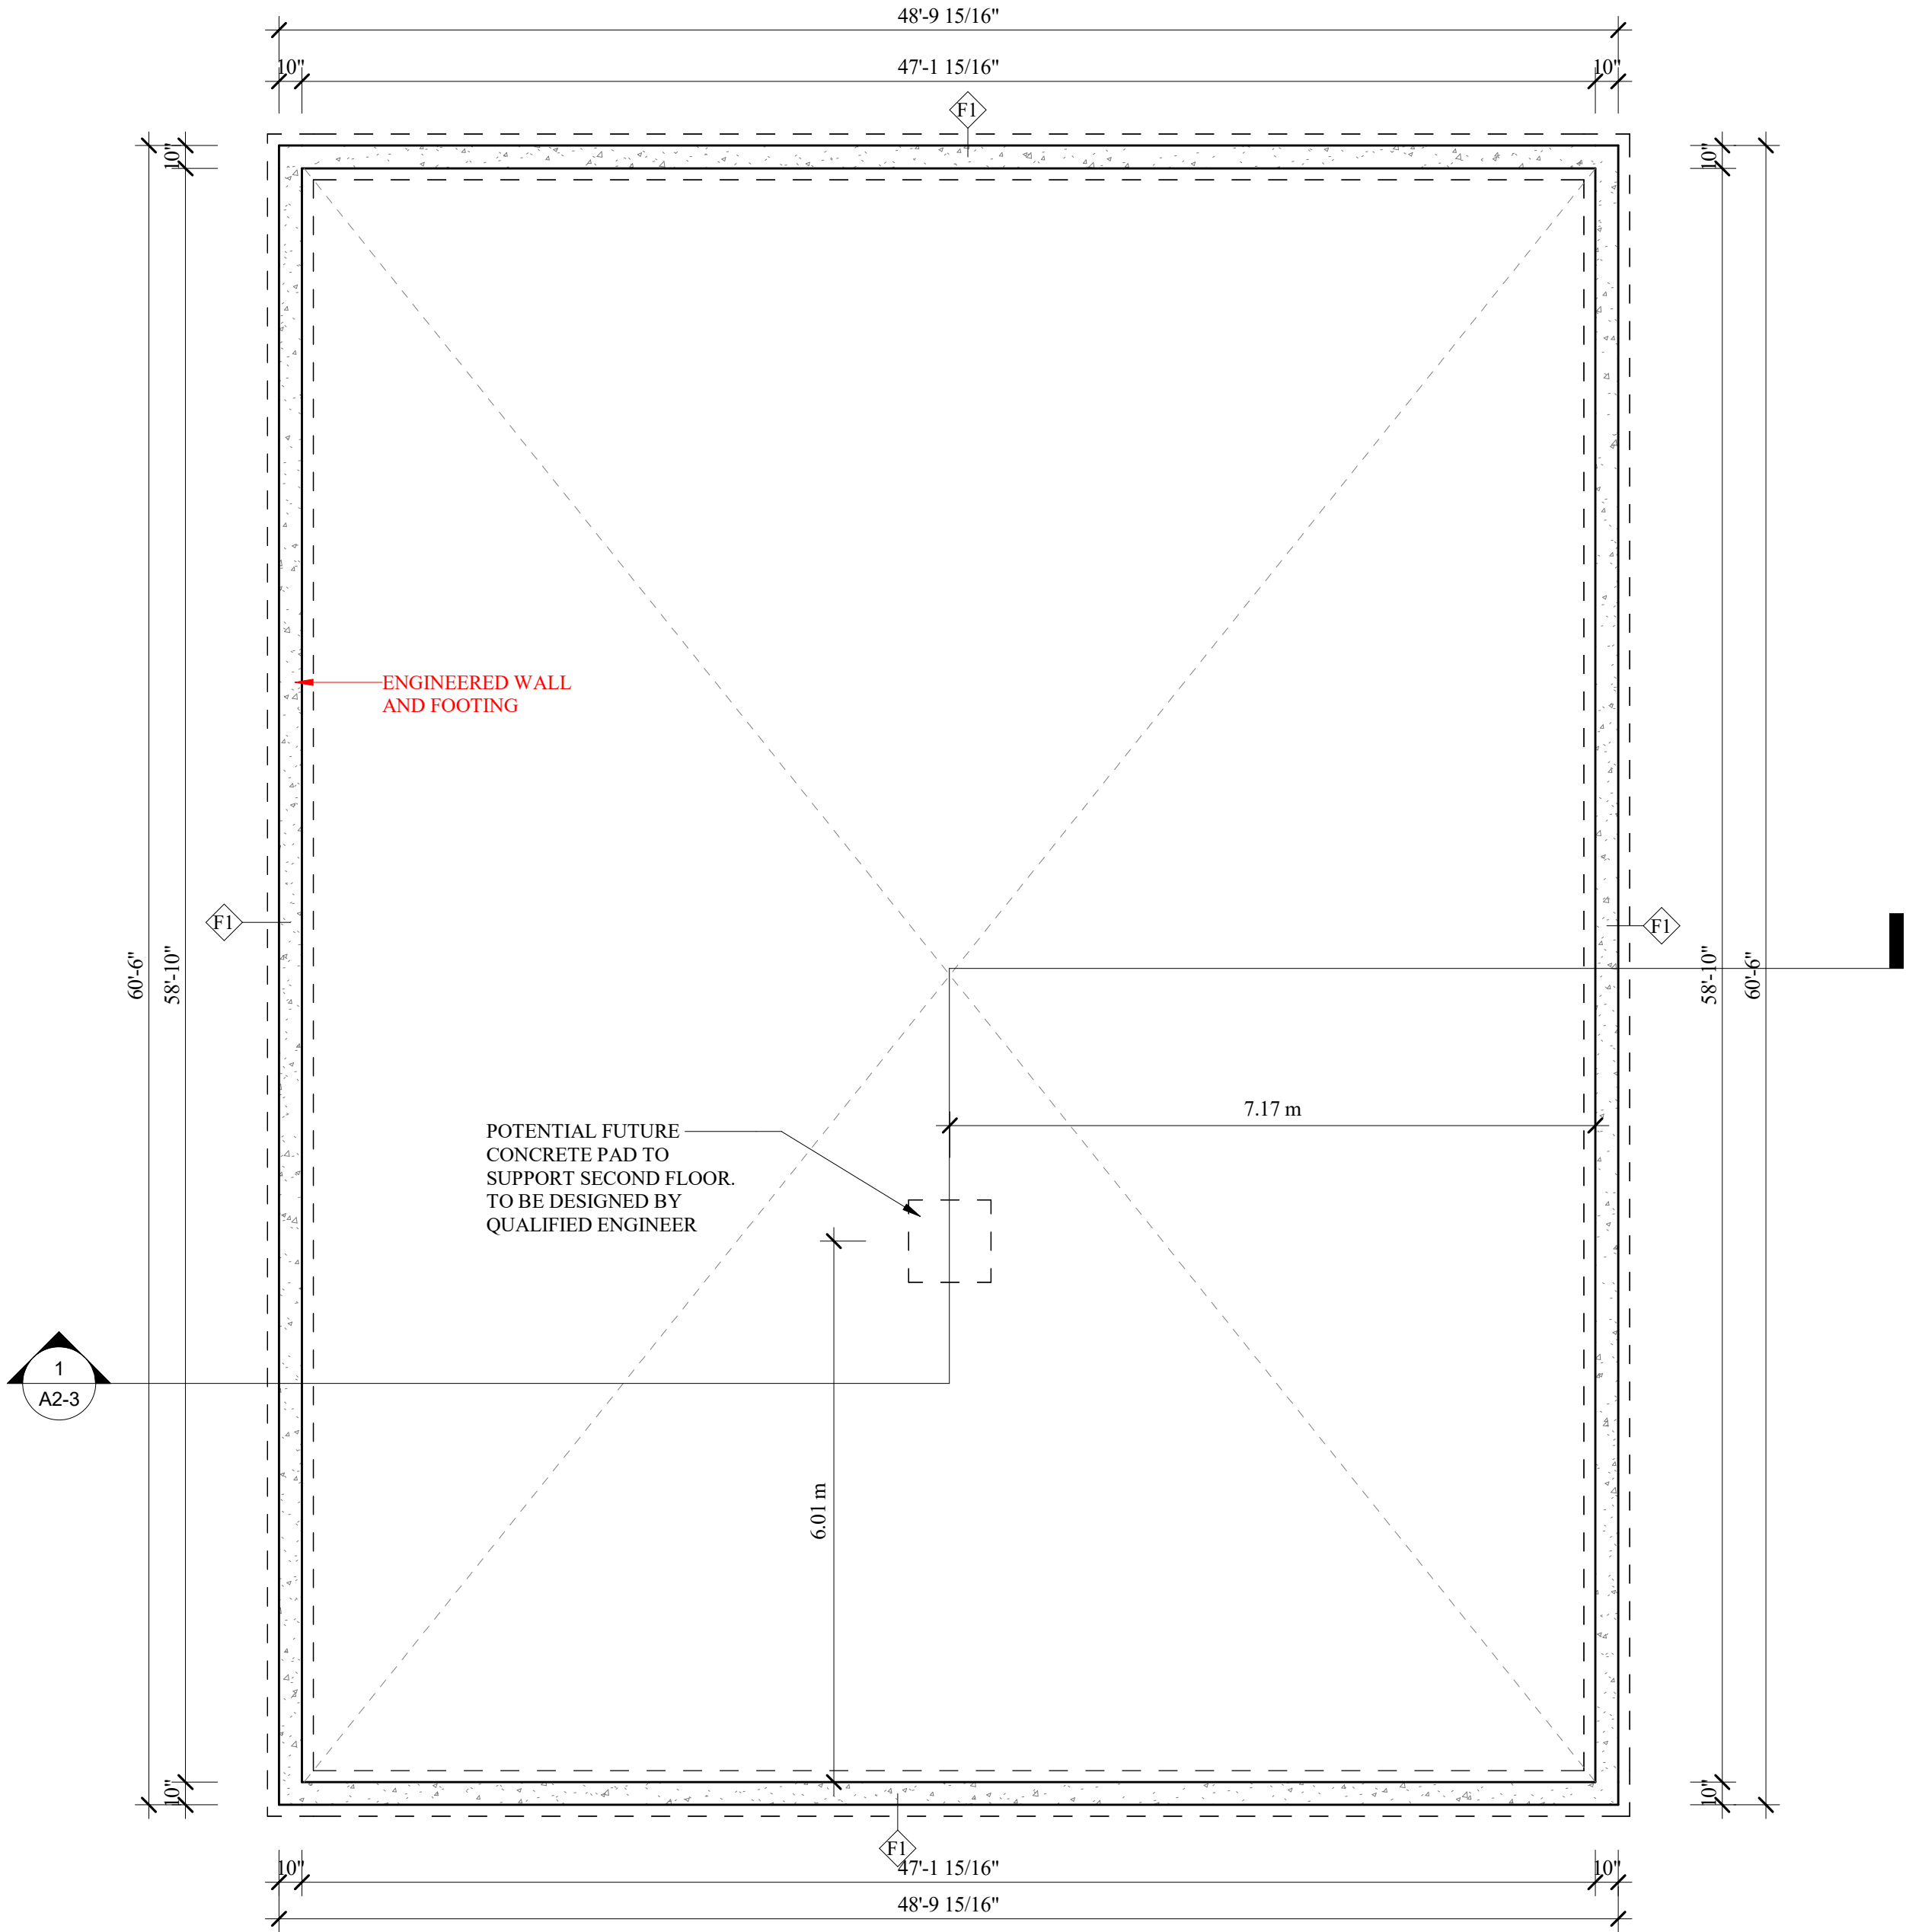 48'-9 15/16"
10"
47'-1 15/16"
10"
F1
10"
10"
ENGINEERED WALL
AND FOOTING
F1
F1
60'-6"
58'-10"
58'-10"
60'-6"
7.17 m
POTENTIAL FUTURE
CONCRETE PAD TO
SUPPORT SECOND FLOOR.
TO BE DESIGNED BY
QUALIFIED ENGINEER
1
A2-3
6.01 m
10"
10"
F1
10"
47'-1 15/16"
10"
48'-9 15/16"